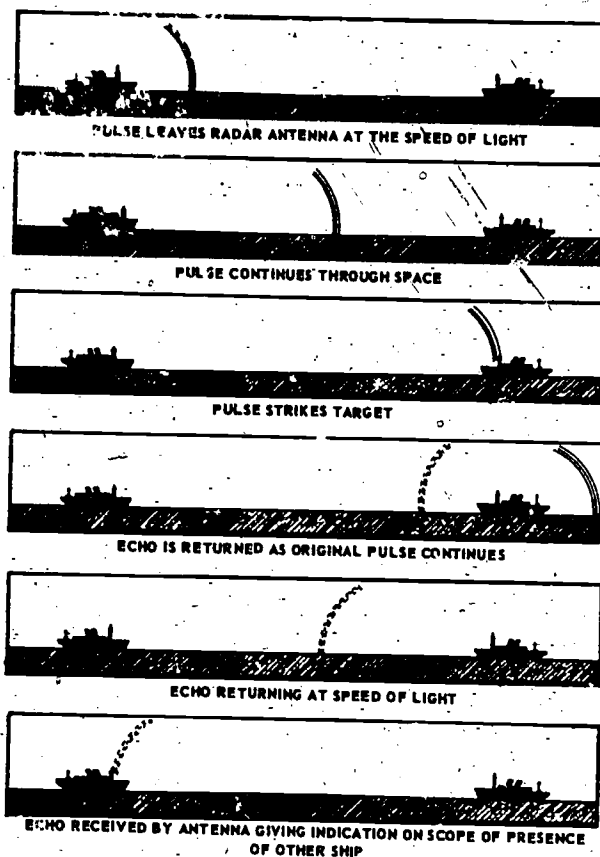 PULSE LEAVES RADAR ANTENNA AT THE SPEED OF LIGHT
PULSE CONTINUES THROUGH SPACE
PULSE STRIKES TARGET
ECHO IS RETURNED AS ORIGINAL PULSE CONTINUES
ECHO RETURNING AT SPEED OF LIGHT
ECHO RECEIVED BY ANTENNA GIVING INDICATION ON SCOPE OF PRESENCE
OF OTHER SHIP